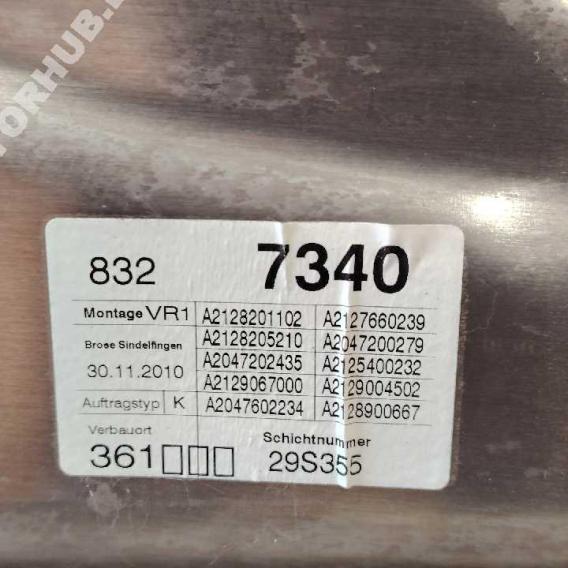 832 7340
Montage VR1 A2128201102 A2127660239
A2128205210 A2047200279
Brose Sindelfingen
A2047202435 A2125400232
30.11.2010
A2129067000 A2129004502
Auftragstyp K A2047602234 A2128900667
Verbauort Schichtnummer
361□□□ 29S355